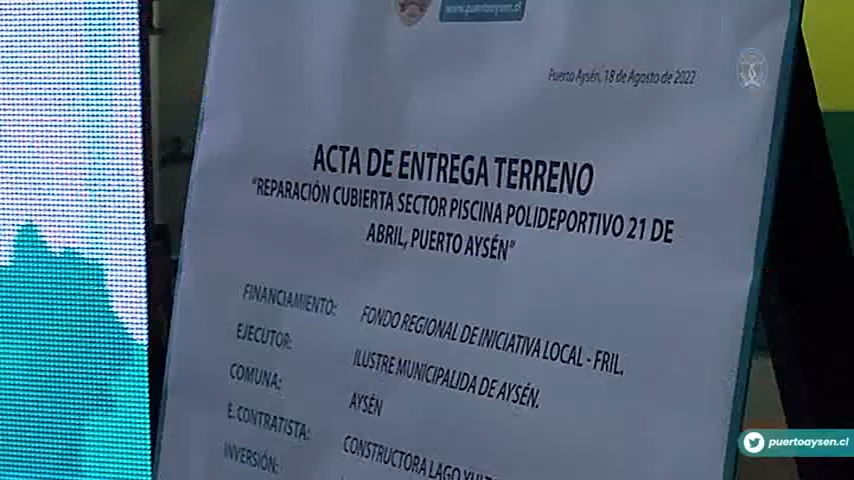 www.puertoaysen.cl
Puerto Aysén, 18 de Agosto de 2022
ACTA DE ENTREGA TERRENO
"REPARACIÓN CUBIERTA SECTOR PISCINA POLIDEPORTIVO 21 DE
ABRIL, PUERTO AYSÉN"
FINANCIAMIENTO: FONDO REGIONAL DE INICIATIVA LOCAL - FRIL.
EJECUTOR: ILUSTRE MUNICIPALIDA DE AYSÉN.
COMUNA: AYSÉN
E. CONTRATISTA: CONSTRUCTORA LAGO
INVERSIÓN:
puertoaysen.cl